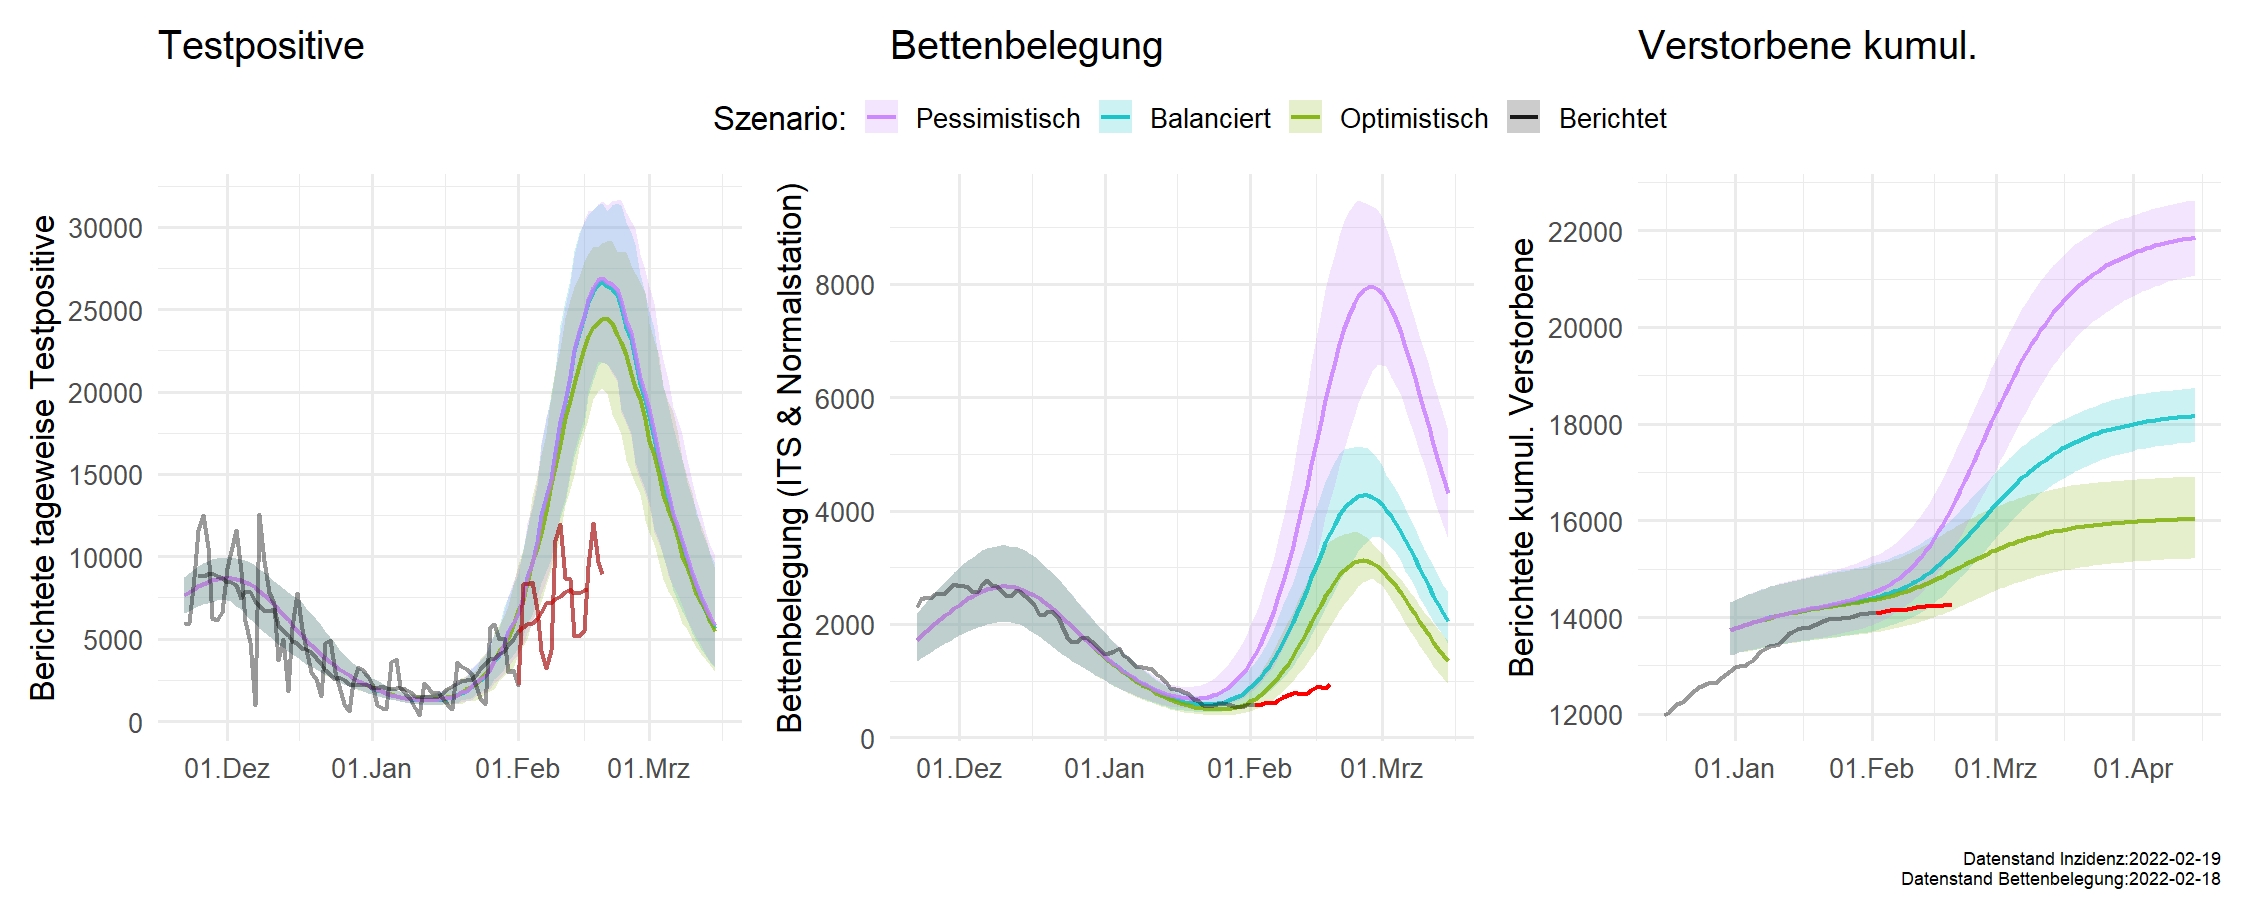 Testpositive
Bettenbelegung
Verstorbene kumul.
Szenario: Pessimistisch Balanciert Optimistisch Berichtet
Berichtete tageweise Testpositive
30000
25000
20000
15000
10000
5000
0
01.Dez 01.Jan 01.Feb 01.Mrz
Bettenbelegung (ITS & Normalstation)
8000
6000
4000
2000
0
01.Dez 01.Jan 01.Feb 01.Mrz
Berichtete kumul. Verstorbene
22000
20000
18000
16000
14000
12000
01.Jan 01.Feb 01.Mrz 01.Apr
Datenstand Inzidenz:2022-02-19
Datenstand Bettenbelegung:2022-02-18